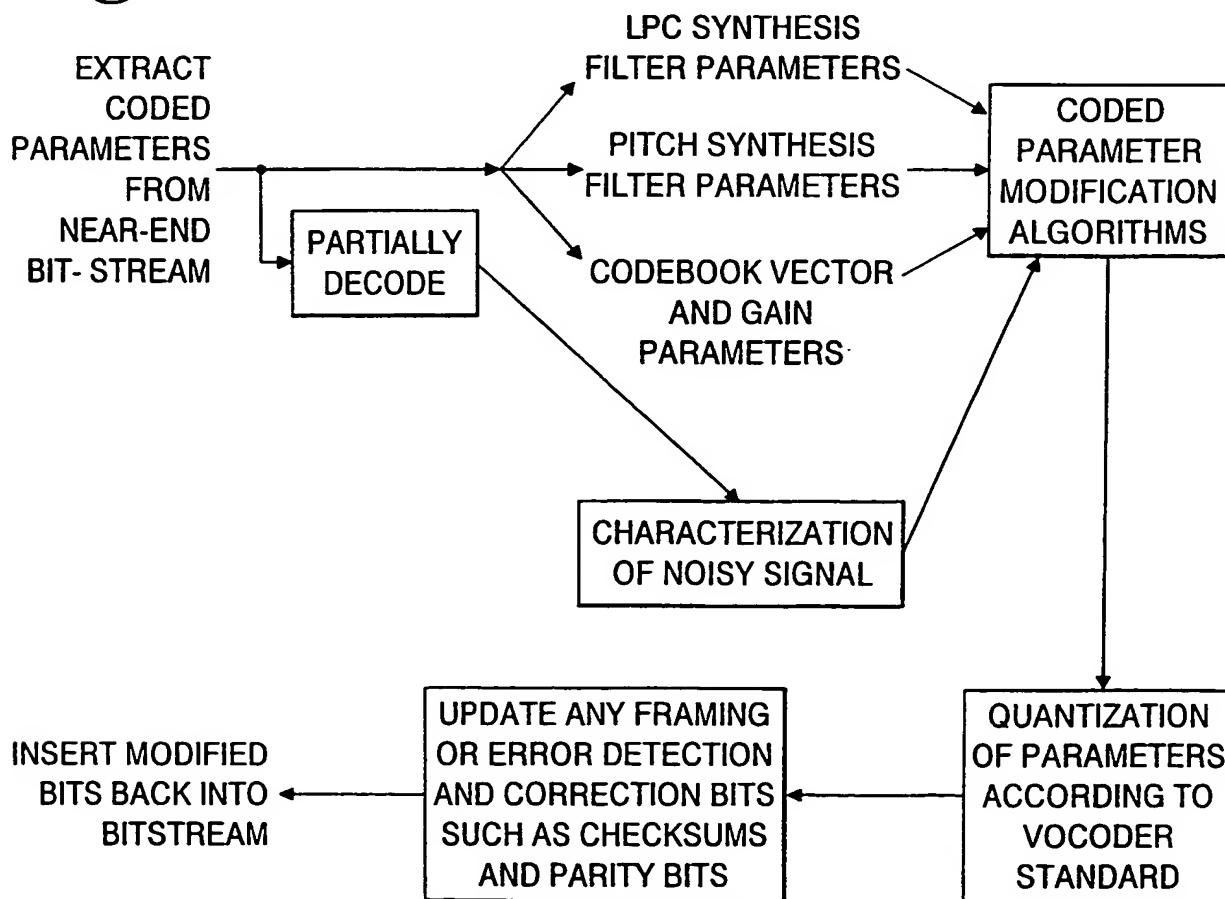 EXTRACT
CODED
PARAMETERS
FROM
NEAR-END
BIT- STREAM
PARTIALLY
DECODE
LPC SYNTHESIS
FILTER PARAMETERS
PITCH SYNTHESIS
FILTER PARAMETERS
CODEBOOK VECTOR
AND GAIN
PARAMETERS
CODED
PARAMETER
MODIFICATION
ALGORITHMS
CHARACTERIZATION
OF NOISY SIGNAL
QUANTIZATION
OF PARAMETERS
ACCORDING TO
VOCODER
STANDARD
UPDATE ANY FRAMING
OR ERROR DETECTION
AND CORRECTION BITS
SUCH AS CHECKSUMS
AND PARITY BITS
INSERT MODIFIED
BITS BACK INTO
BITSTREAM